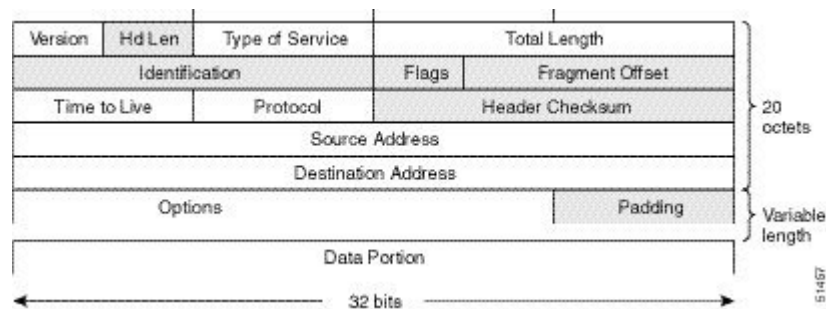 Version Hd Len Type of Service Total Length
Identification Flags Fragment Offset
Time to Live Protocol Header Checksum
20 octets
Source Address
Destination Address
Options Padding
Variable length
Data Portion
32 bits
51457